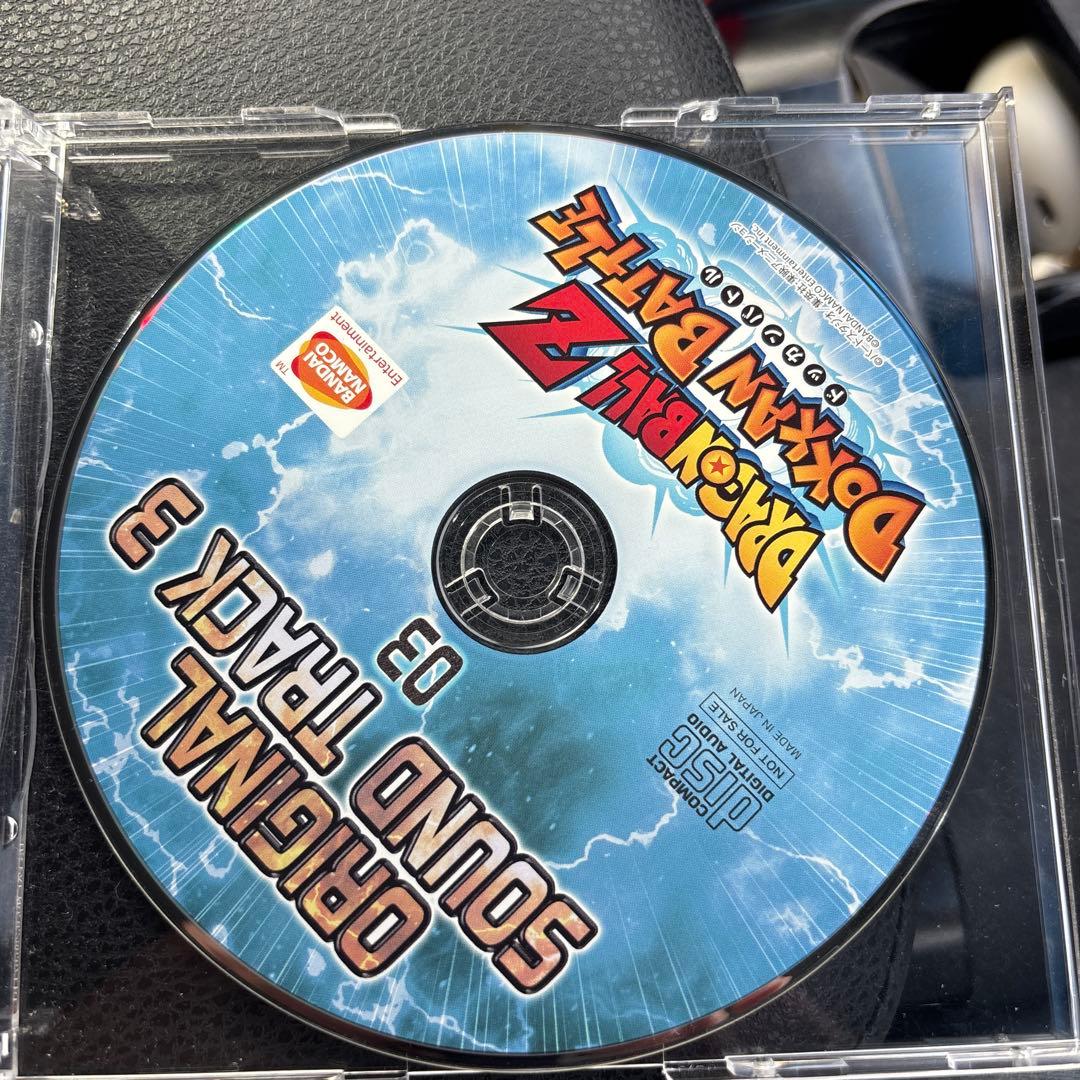 DRAGON BALL Z
DOKKAN BATTLE
ドッカンバトル
©バードスタジオ/集英社・東映アニメーション
©BANDAI NAMCO Entertainment Inc.
BANDAI
NAMCO
Entertainment
TM
COMPACT
disc
DIGITAL AUDIO
NOT FOR SALE
MADE IN JAPAN
03
ORIGINAL
SOUND TRACK 3